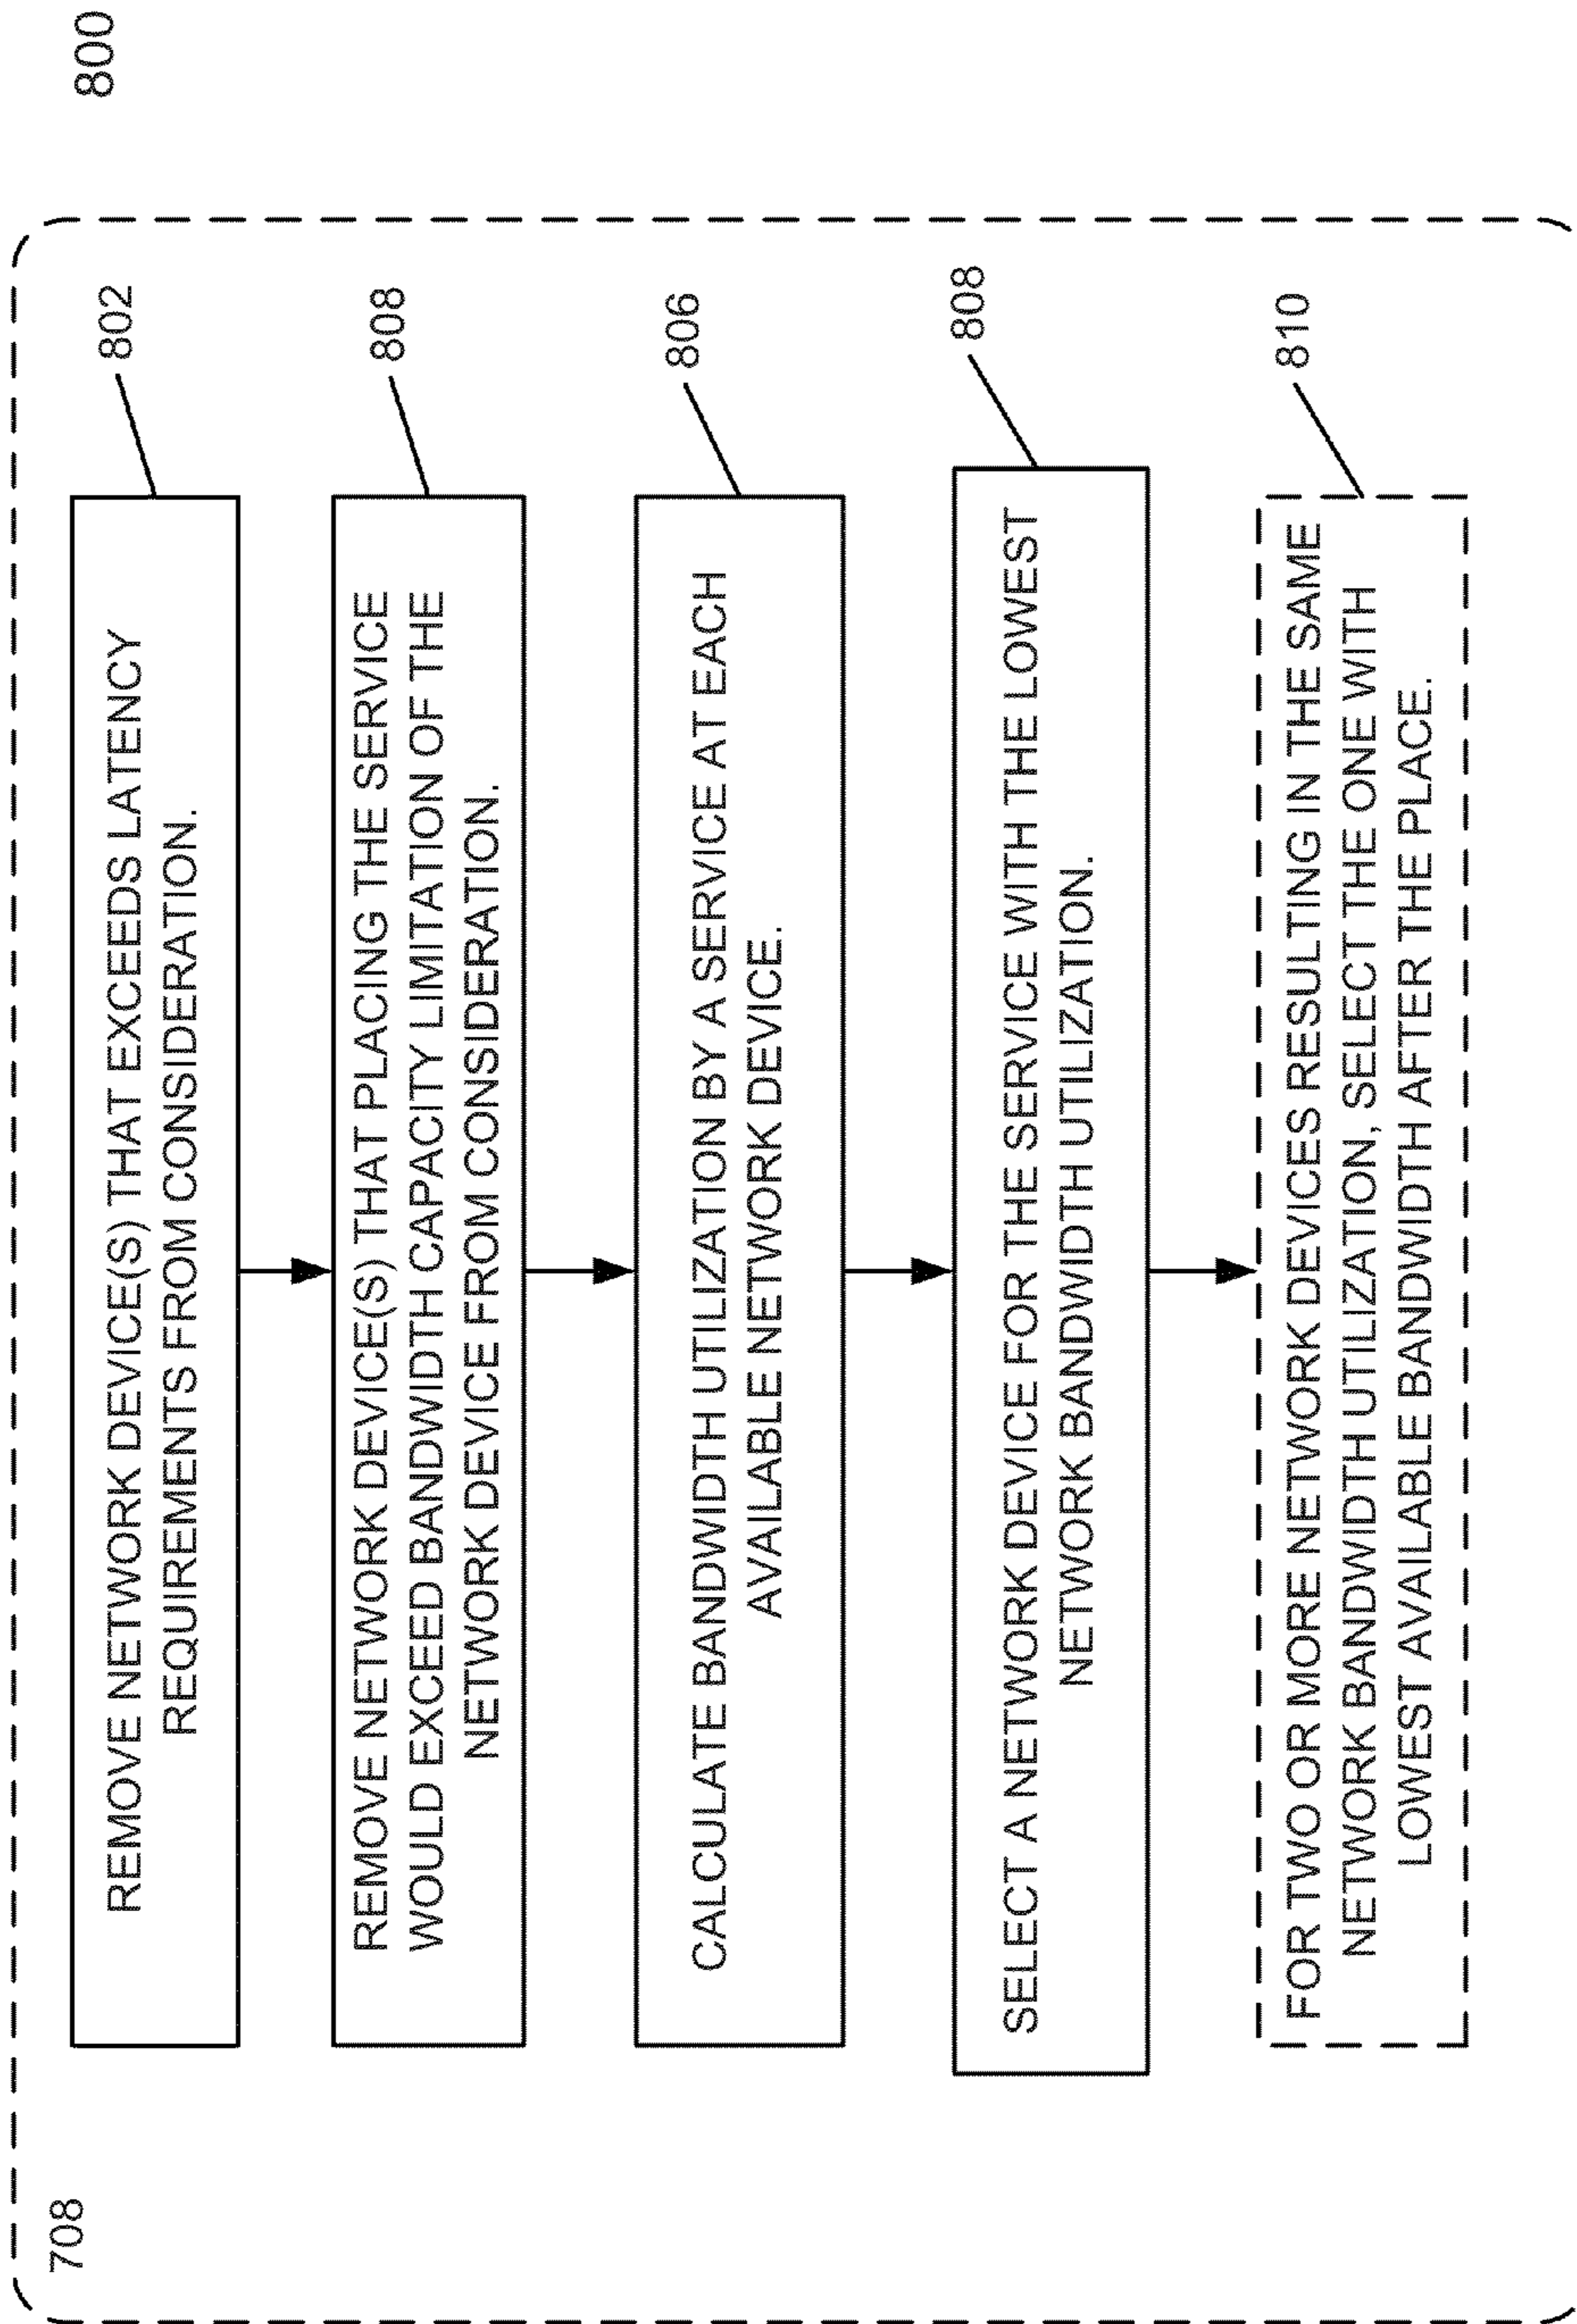 800
708
REMOVE NETWORK DEVICE(S) THAT EXCEEDS LATENCY
REQUIREMENTS FROM CONSIDERATION.
802
REMOVE NETWORK DEVICE(S) THAT PLACING THE SERVICE
WOULD EXCEED BANDWIDTH CAPACITY LIMITATION OF THE
NETWORK DEVICE FROM CONSIDERATION.
808
CALCULATE BANDWIDTH UTILIZATION BY A SERVICE AT EACH
AVAILABLE NETWORK DEVICE.
806
SELECT A NETWORK DEVICE FOR THE SERVICE WITH THE LOWEST
NETWORK BANDWIDTH UTILIZATION.
808
FOR TWO OR MORE NETWORK DEVICES RESULTING IN THE SAME
NETWORK BANDWIDTH UTILIZATION, SELECT THE ONE WITH
LOWEST AVAILABLE BANDWIDTH AFTER THE PLACE.
810